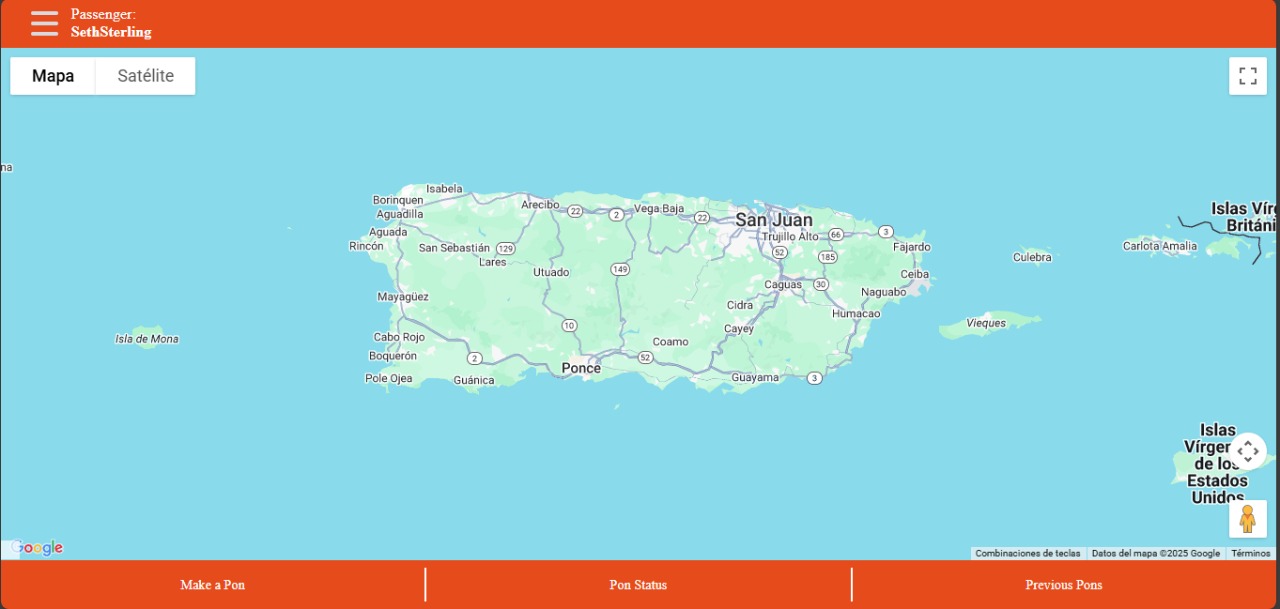 Passenger:
SethSterling
Mapa
Satélite
na
Isabela
Borinquen
Aguadilla
Arecibo
22
2
Vega Baja
22
San Juan
Trujillo Alto
66
3
Aguada
Rincón
San Sebastián
129
Lares
52
185
Fajardo
Culebra
Carlota Amalia
Islas Víre
Británi
Utuado
149
Ceiba
Caguas
30
Naguabo
Mayagüez
Cidra
Humacao
10
Cayey
Vieques
Isla de Mona
Cabo Rojo
Coamo
Boquerón
2
52
Ponce
Pole Ojea
Guánica
Guayama
3
Islas
Vírgen
de los
Estados
Unidos
Google
Combinaciones de teclas
Datos del mapa ©2025 Google
Términos
Make a Pon
Pon Status
Previous Pons